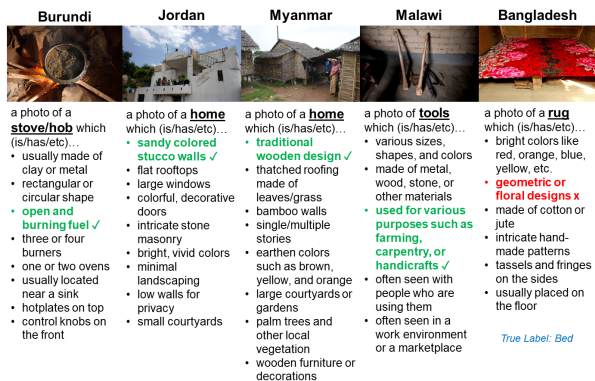 Burundi
a photo of a
stove/hob which
(is/has/etc)…
• usually made of
clay or metal
• rectangular or
circular shape
• open and
burning fuel ✓
• three or four
burners
• one or two ovens
• usually located
near a sink
• hotplates on top
• control knobs on
the front
Jordan
a photo of a home
which (is/has/etc)…
• sandy colored
stucco walls ✓
• flat rooftops
• large windows
• colorful, decorative
doors
• intricate stone
masonry
• bright, vivid colors
• minimal
landscaping
• low walls for
privacy
• small courtyards
Myanmar
a photo of a home
which (is/has/etc)…
• traditional
wooden design ✓
• thatched roofing
made of
leaves/grass
• bamboo walls
• single/multiple
stories
• earthen colors
such as brown,
yellow, and orange
• large courtyards or
gardens
• palm trees and
other local
vegetation
• wooden furniture or
decorations
Malawi
a photo of tools
which (is/has/etc)…
• various sizes,
shapes, and colors
• made of metal,
wood, stone, or
other materials
• used for various
purposes such as
farming,
carpentry, or
handicrafts ✓
• often seen with
people who are
using them
• often seen in a
work environment
or a marketplace
Bangladesh
a photo of a rug
which (is/has/etc)…
• bright colors like
red, orange, blue,
yellow, etc.
• geometric or
floral designs x
• made of cotton or
jute
• intricate hand-
made patterns
• tassels and fringes
on the sides
• usually placed on
the floor
True Label: Bed